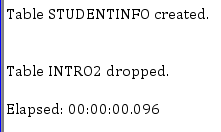 Table STUDENTINFO created.
Table INTRO2 dropped.
Elapsed: 00:00:00.096